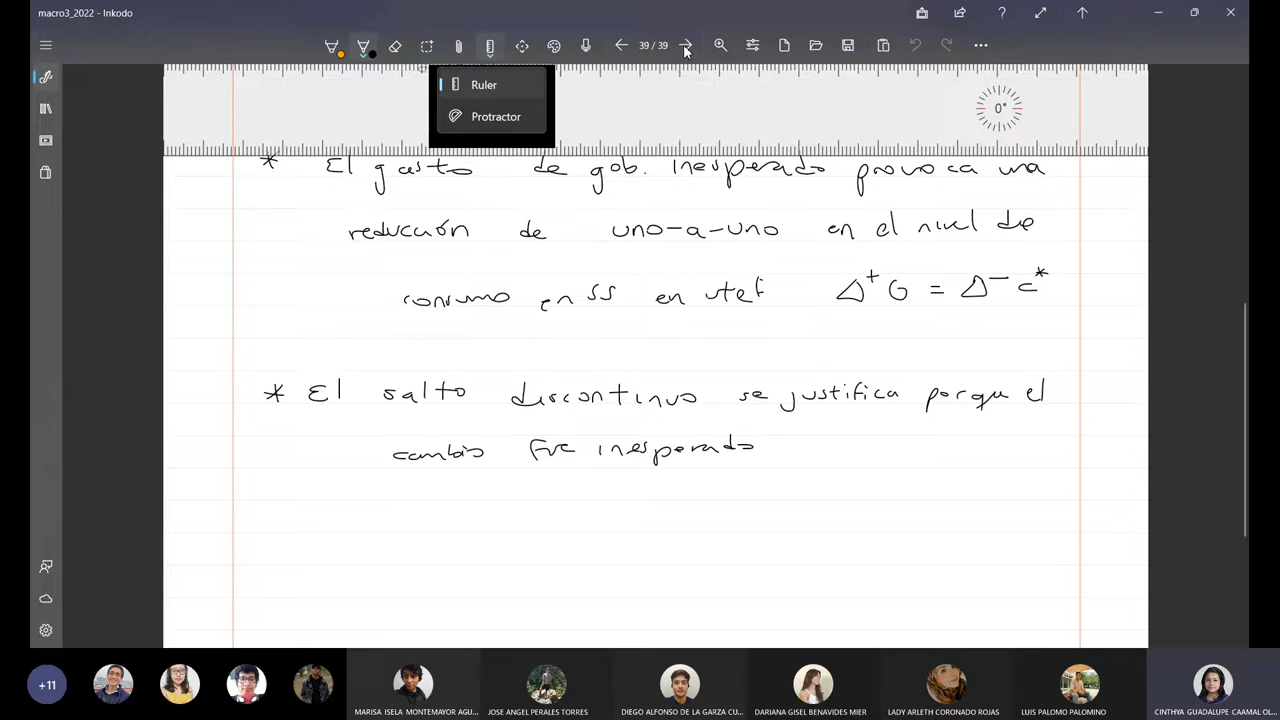 macro3_2022 - Inkodo
39 / 39
Ruler
Protractor
0°
* El gasto de gob. inesperado provoca una
reducción de uno-a-uno en el nivel de
consumo en SS en Δ⁺ G = Δ⁻ c*
* El salto discontinuo se justifica porque el
cambio fue inesperado
+11
MARISA ISELA MONTEMAYOR AGU...
JOSE ANGEL PERALES TORRES
DIEGO ALFONSO DE LA GARZA CU...
DARIANA GISEL BENAVIDES MIER
LADY ARLETH CORONADO ROJAS
LUIS PALOMO PALOMINO
CINTHYA GUADALUPE CAAMAL OL...